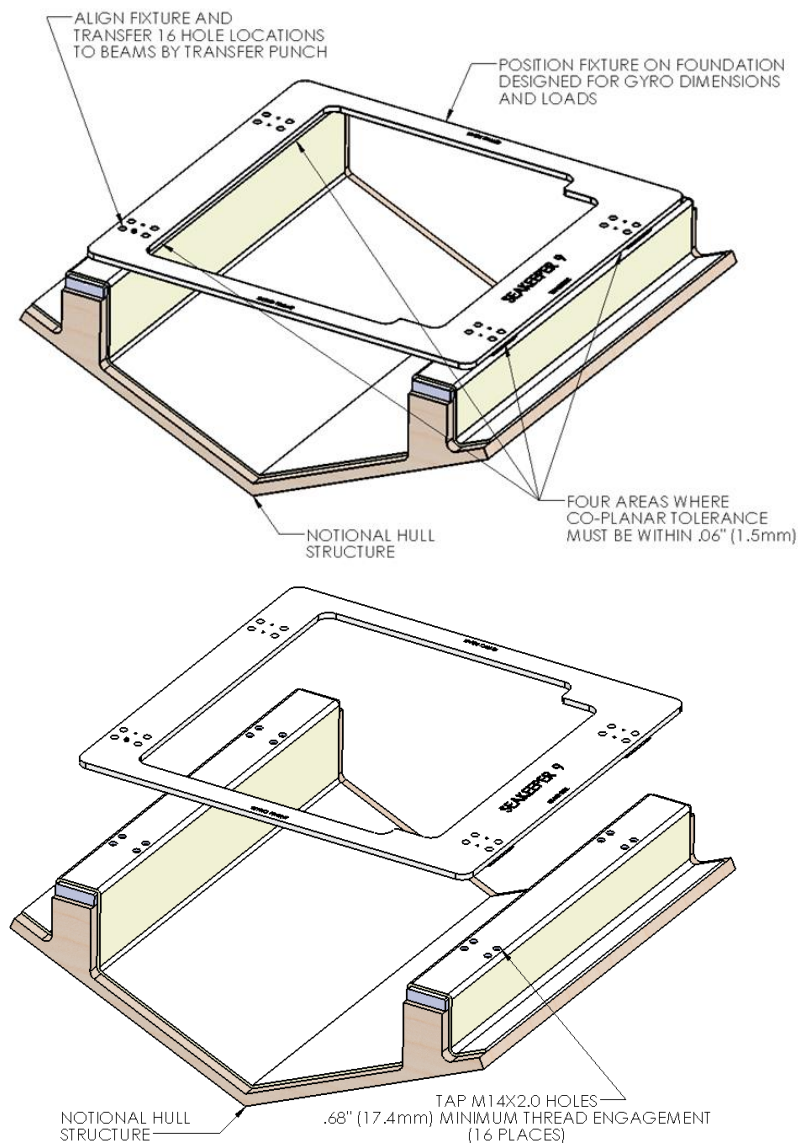 ALIGN FIXTURE AND
TRANSFER 16 HOLE LOCATIONS
TO BEAMS BY TRANSFER PUNCH
POSITION FIXTURE ON FOUNDATION
DESIGNED FOR GYRO DIMENSIONS
AND LOADS
SEAKEEPER 9
FOUR AREAS WHERE
CO-PLANAR TOLERANCE
MUST BE WITHIN .06" (1.5mm)
NOTIONAL HULL
STRUCTURE
SEAKEEPER 9
TAP M14X2.0 HOLES
.68" (17.4mm) MINIMUM THREAD ENGAGEMENT
(16 PLACES)
NOTIONAL HULL
STRUCTURE